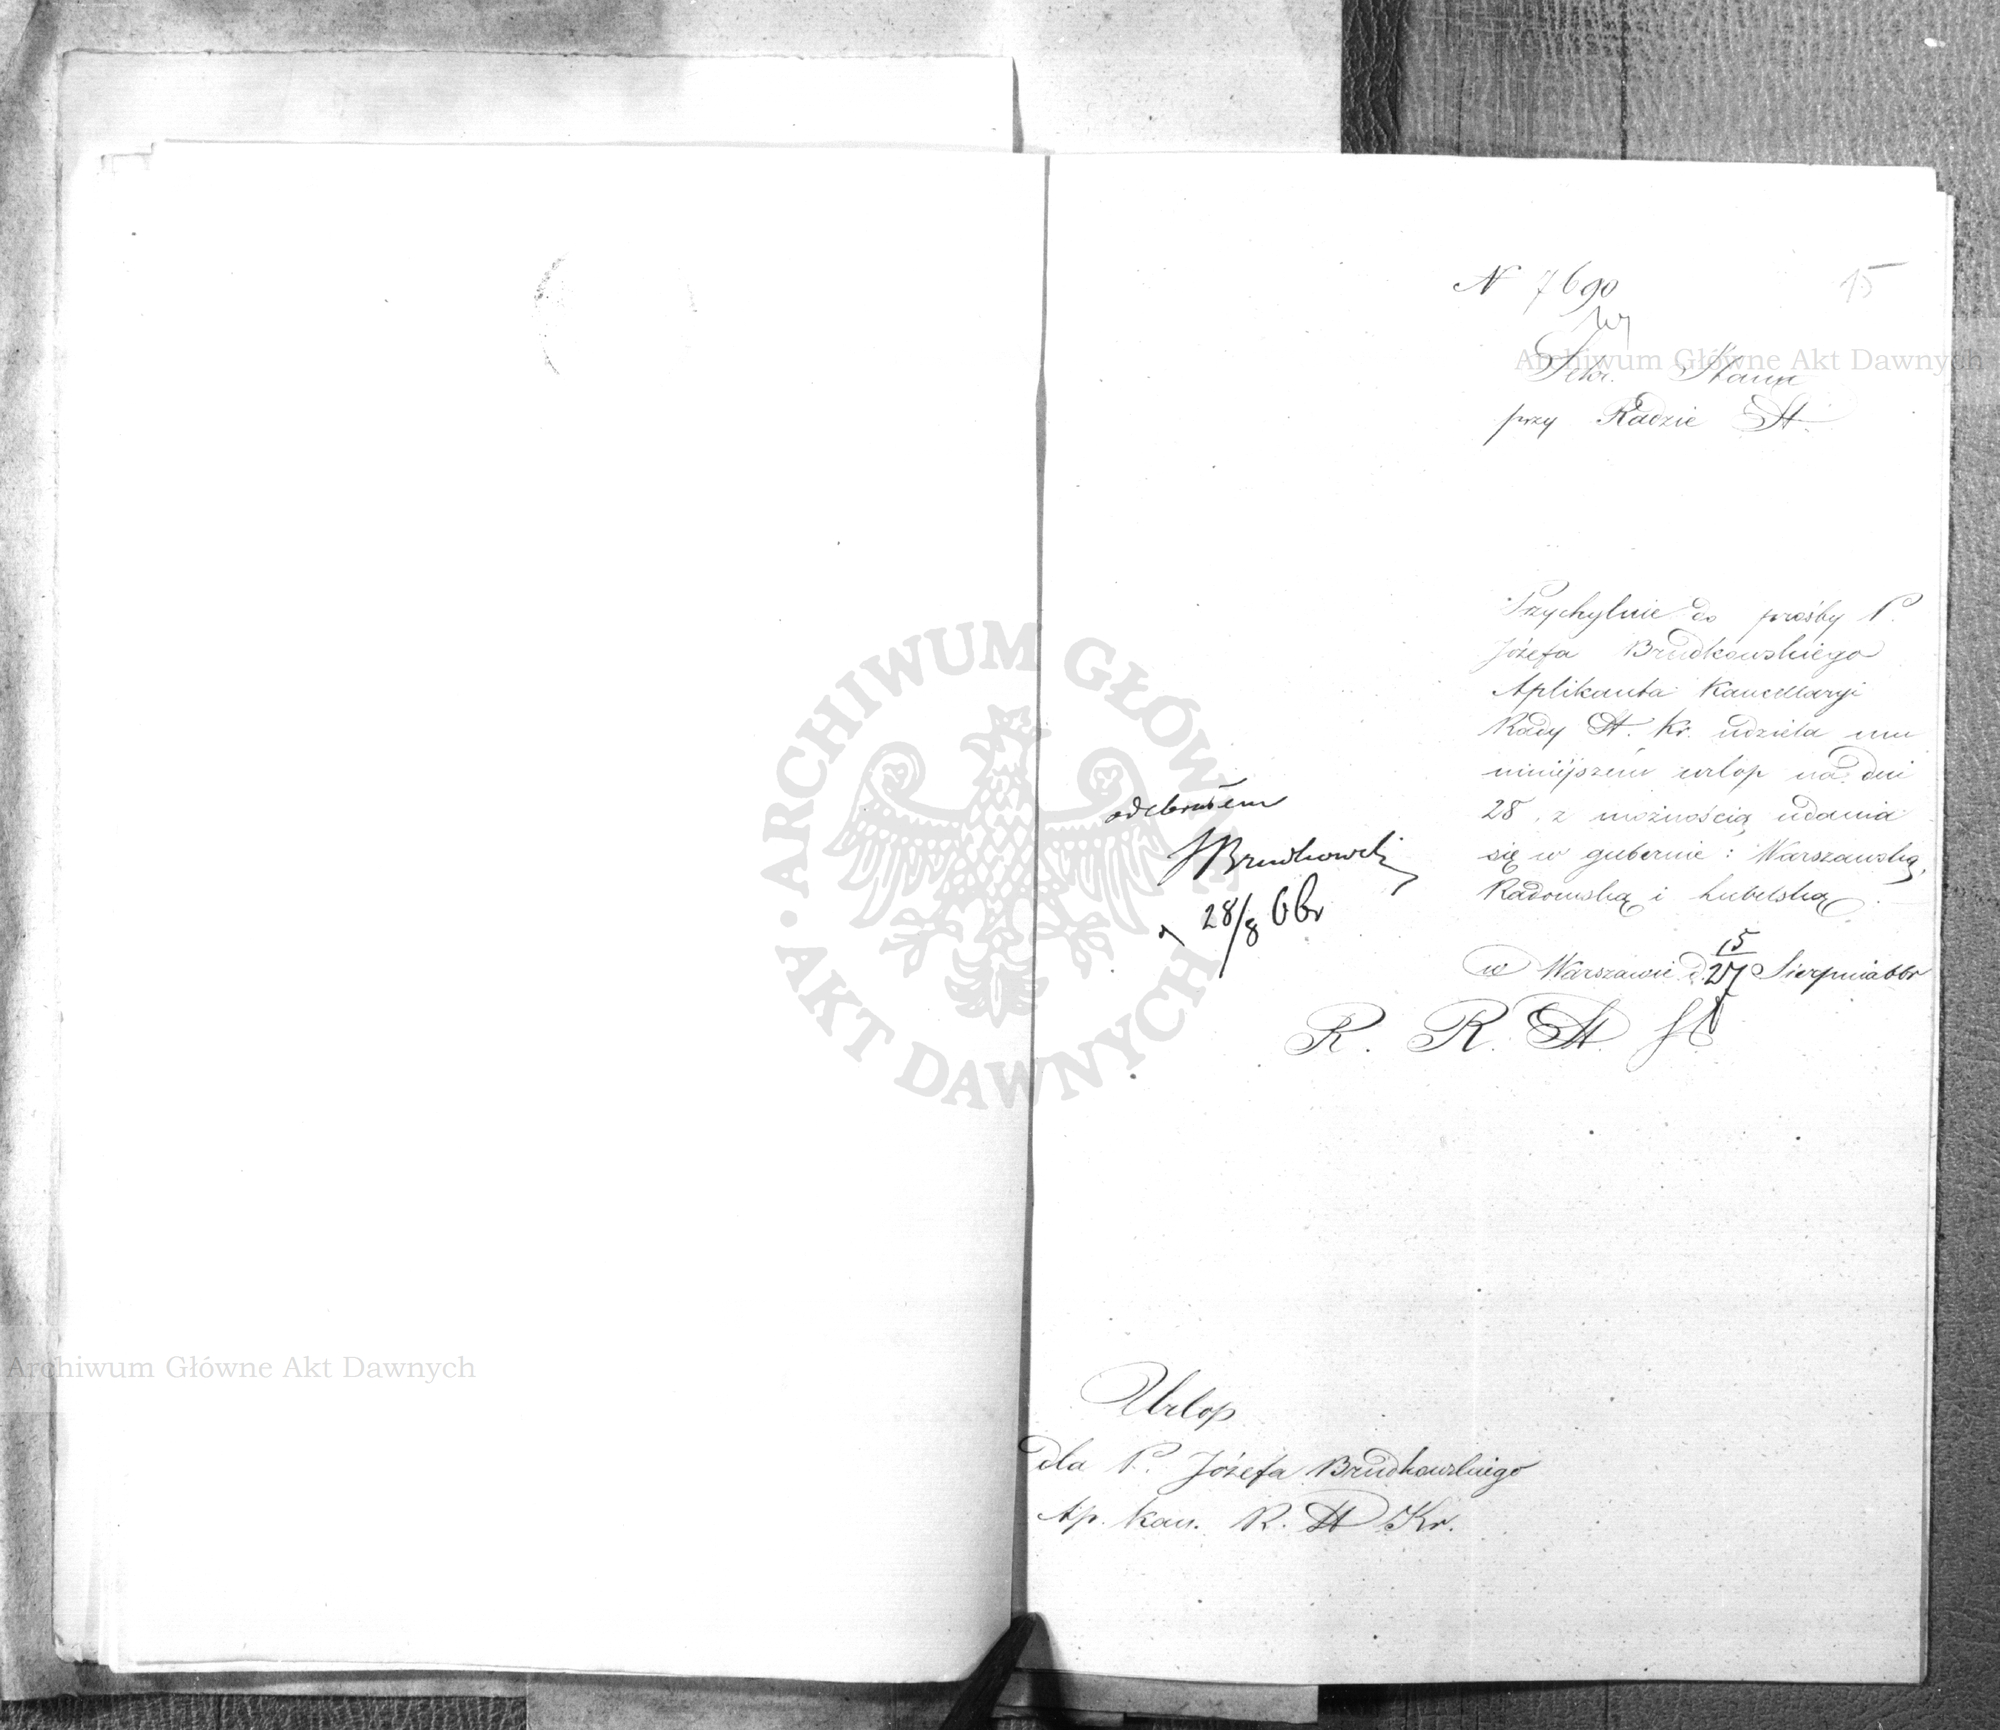 15
N 7690
Sekr. Stanu
przy Radzie St.
Przychylnie do prośby P.
Józefa Brudkowskiego
Aplikanta Kancellaryi
Rady St. Kr. udziela mu
niniejszem urlop na dni
28, z możnością udania
się w gubernie: Warszawską,
Radomską i Lubelską.
w Warszawie d. 15/27 Sierpnia 66r
R. R. St.
odebrałem
JBrudkowski
d 28/8 66r
Urlop
dla P. Józefa Brudkowskiego
Ap. Kan. R. St Kr.
Archiwum Główne Akt Dawnych
ARCHIWUM GŁÓWNE · AKT DAWNYCH ·
Archiwum Główne Akt Dawnych